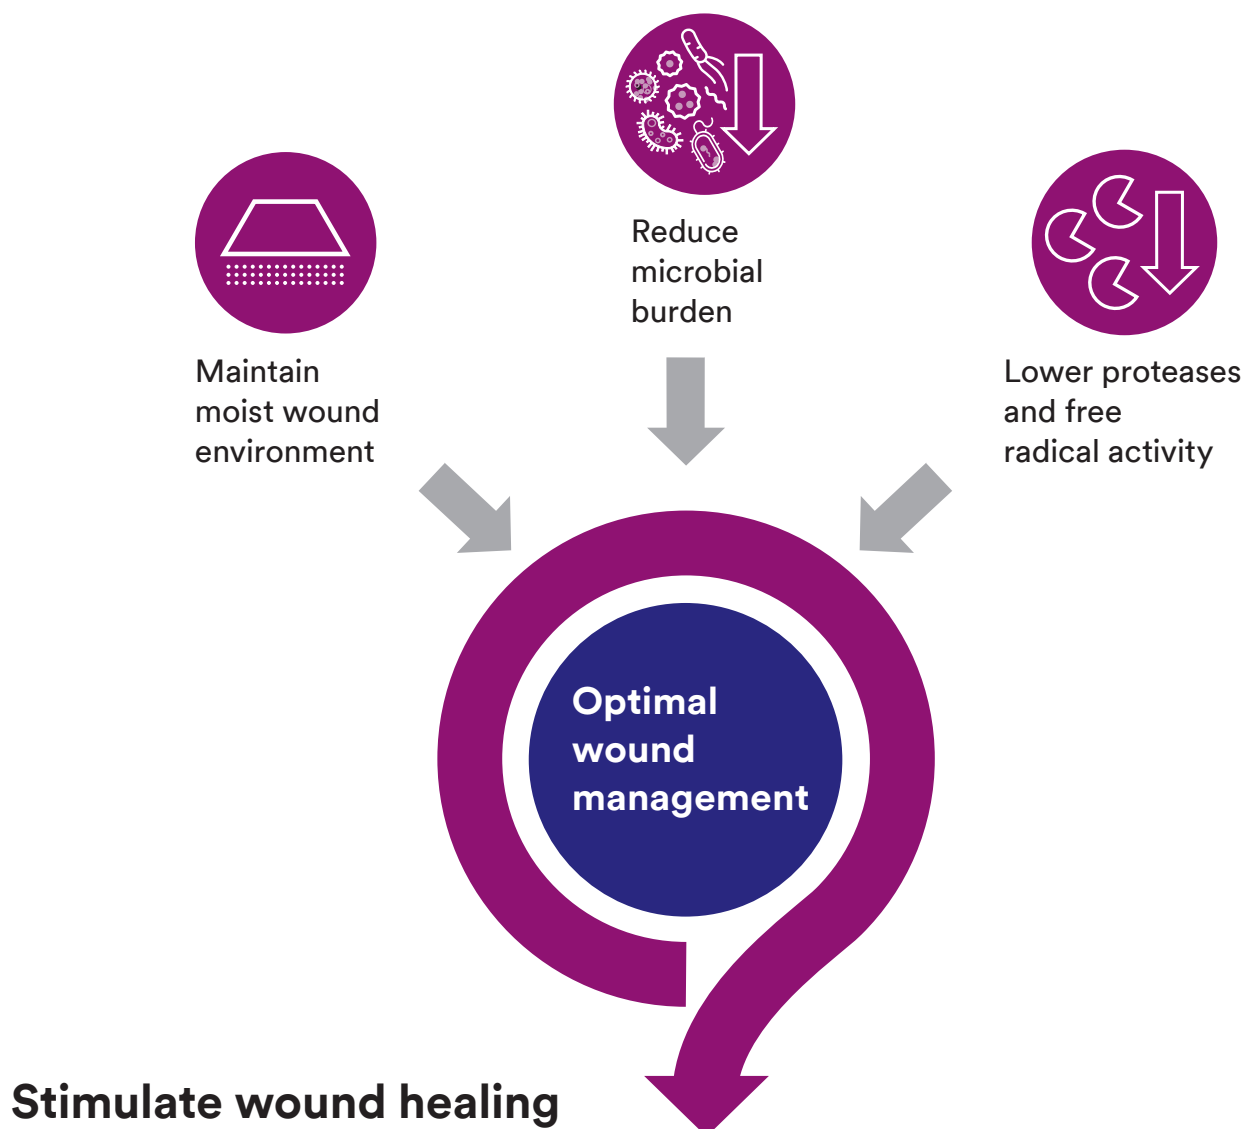 Reduce
microbial
burden
Maintain
moist wound
environment
Lower proteases
and free
radical activity
Optimal
wound
management
Stimulate wound healing